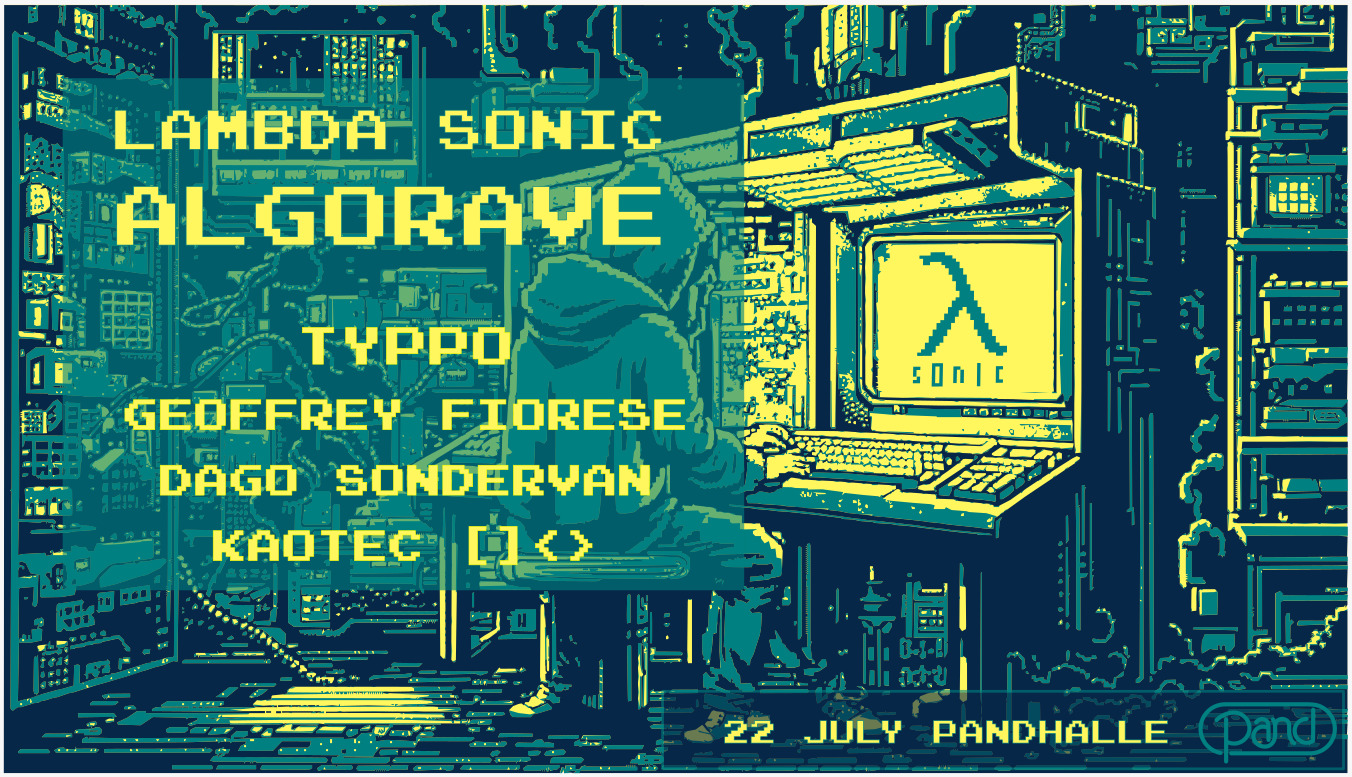 LAMBDA SONIC
ALGORAVE
TYPPO
GEOFFREY FIORESE
DAGO SONDERVAN
KAOTEC []<>
λ
sonic
22 JULY PANDHALLE
pand